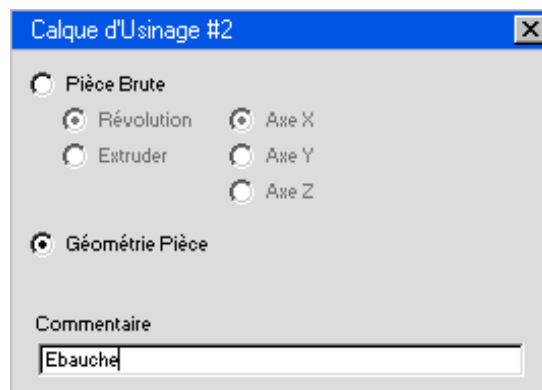 Calque d'Usinage #2
Pièce Brute
Révolution Axe X
Extruder Axe Y
Axe Z
Géométrie Pièce
Commentaire
Ebauche